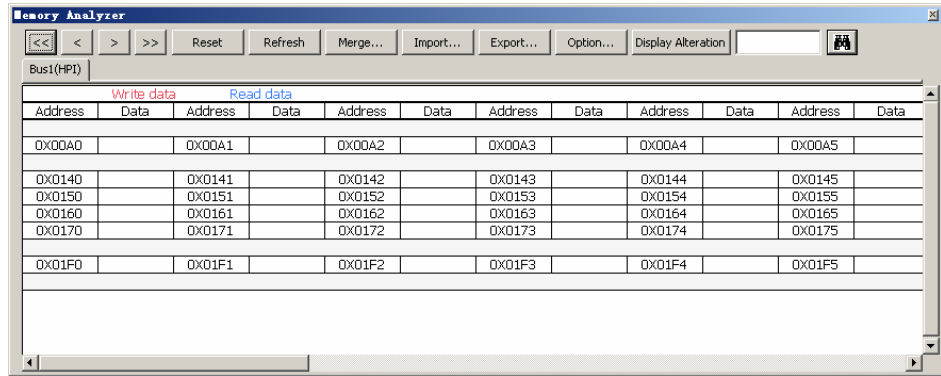 Memory Analyzer
<< < > >> Reset Refresh Merge... Import... Export... Option... Display Alteration
Bus1(HPI)
Write data Read data
Address Data Address Data Address Data Address Data Address Data Address Data
0X00A0 0X00A1 0X00A2 0X00A3 0X00A4 0X00A5
0X0140 0X0141 0X0142 0X0143 0X0144 0X0145
0X0150 0X0151 0X0152 0X0153 0X0154 0X0155
0X0160 0X0161 0X0162 0X0163 0X0164 0X0165
0X0170 0X0171 0X0172 0X0173 0X0174 0X0175
0X01F0 0X01F1 0X01F2 0X01F3 0X01F4 0X01F5